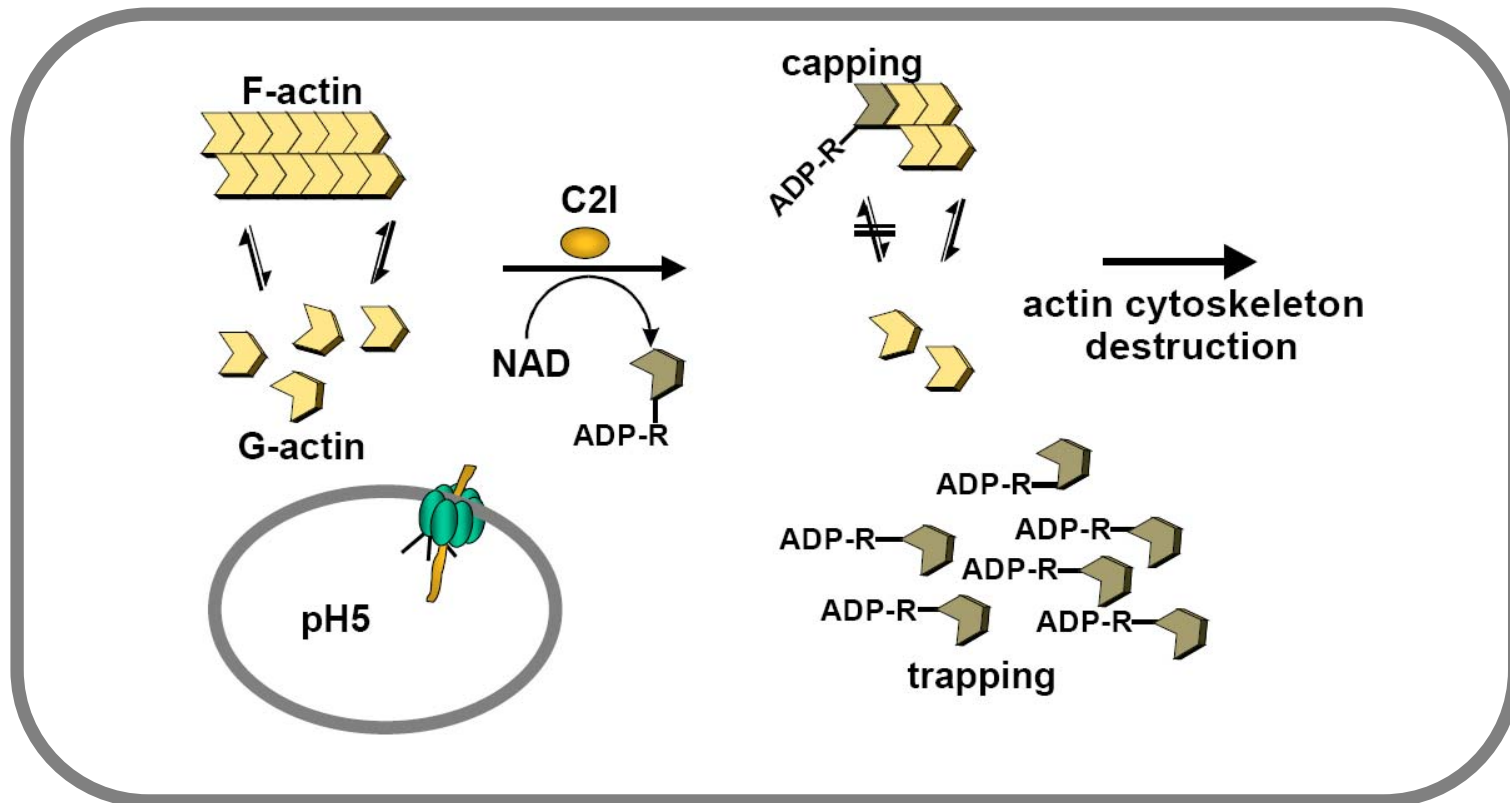 F-actin
G-actin
pH5
C2I
NAD
ADP-R
capping
ADP-R
ADP-R
ADP-R
ADP-R
ADP-R
ADP-R
ADP-R
trapping
actin cytoskeleton
destruction